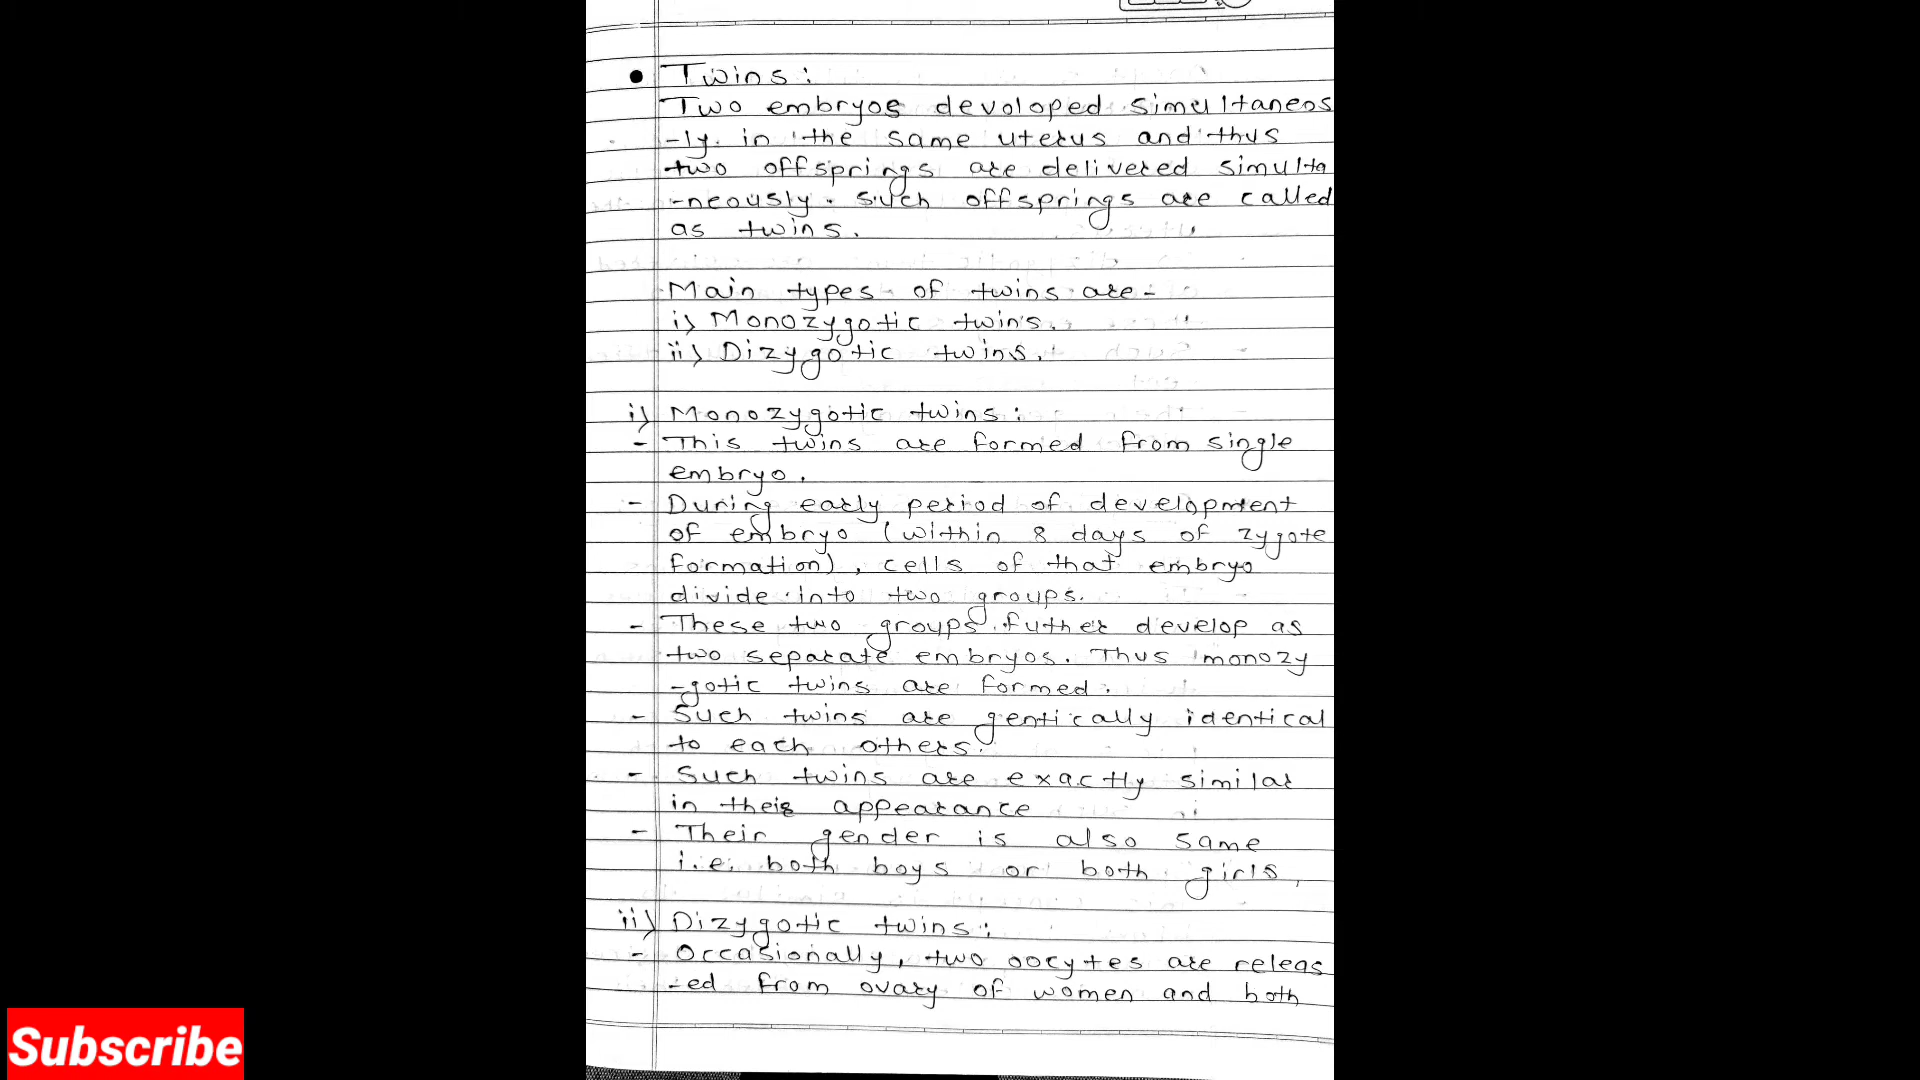 • Twins:
Two embryos devoloped simultaneos
-ly. in the same uterus and thus
two offsprings are delivered simulta
-neously. such offsprings are called
as twins.
Main types of twins are-
i) Monozygotic twins.
ii) Dizygotic twins.
i) Monozygotic twins:
- This twins are formed from single
embryo.
- During early period of development
of embryo (within 8 days of zygote
formation), cells of that embryo
divide into two groups.
- These two groups futher develop as
two separate embryos. Thus monozy
-gotic twins are formed.
- Such twins are gentically identical
to each others.
- Such twins are exactly similar
in their appearance
- Their gender is also same
i.e. both boys or both girls.
ii) Dizygotic twins:
- Occasionally, two oocytes are releas
-ed from ovary of women and both
Subscribe